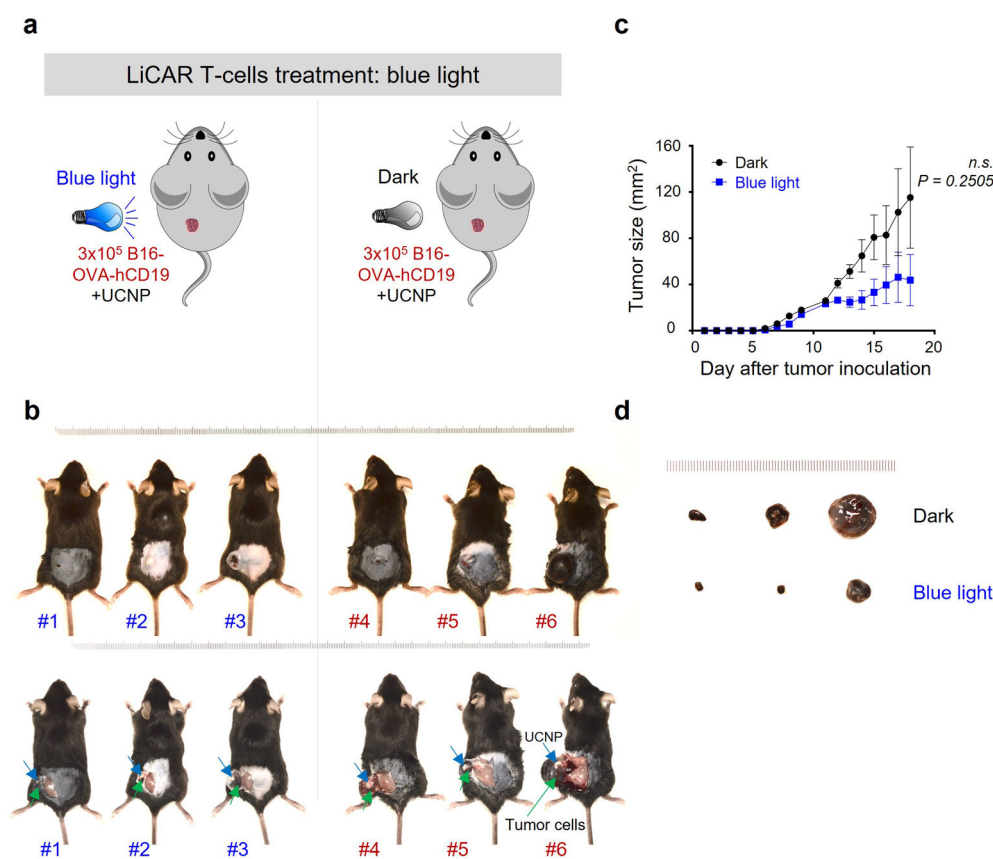 a
LiCAR T-cells treatment: blue light
Blue light
3x10⁵ B16-
OVA-hCD19
+UCNP
Dark
3x10⁵ B16-
OVA-hCD19
+UCNP
b
#1
#2
#3
#4
#5
#6
UCNP
Tumor cells
#1
#2
#3
#4
#5
#6
c
Tumor size (mm²)
160
120
80
40
0
Dark
Blue light
n.s.
P = 0.2505
0
5
10
15
20
Day after tumor inoculation
d
Dark
Blue light